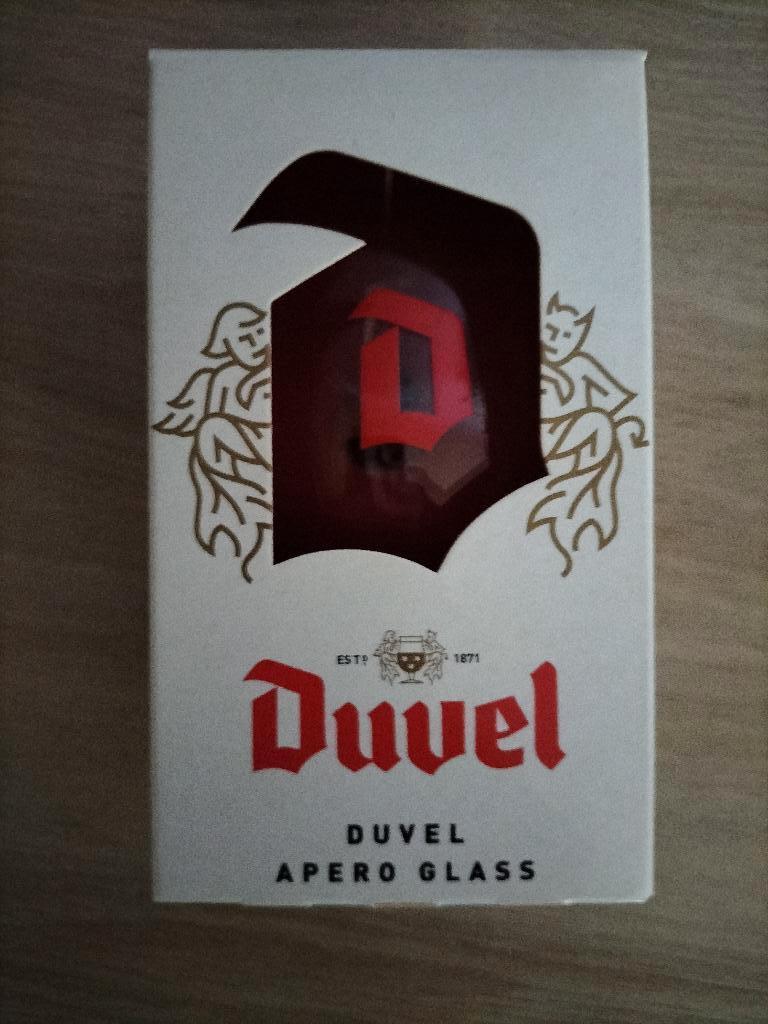 D
ESTD 1871
Duvel
DUVEL
APERO GLASS